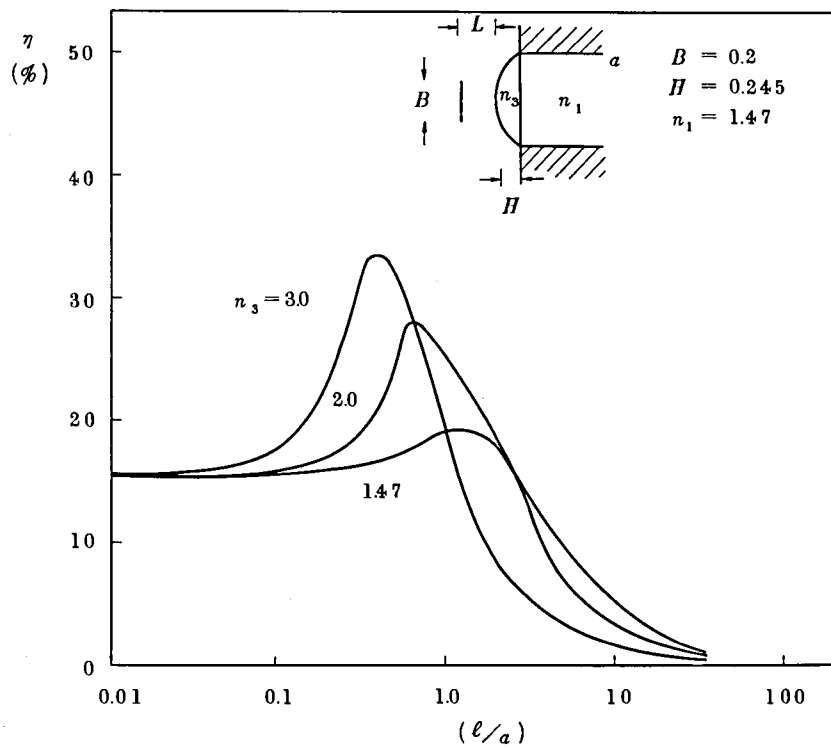 η
(%)
50
40
30
20
10
0
0.01
0.1
1.0
10
100
(ℓ/a)
L
B
H
a
n₃
n₁
B = 0.2
H = 0.245
n₁ = 1.47
n₃ = 3.0
2.0
1.47